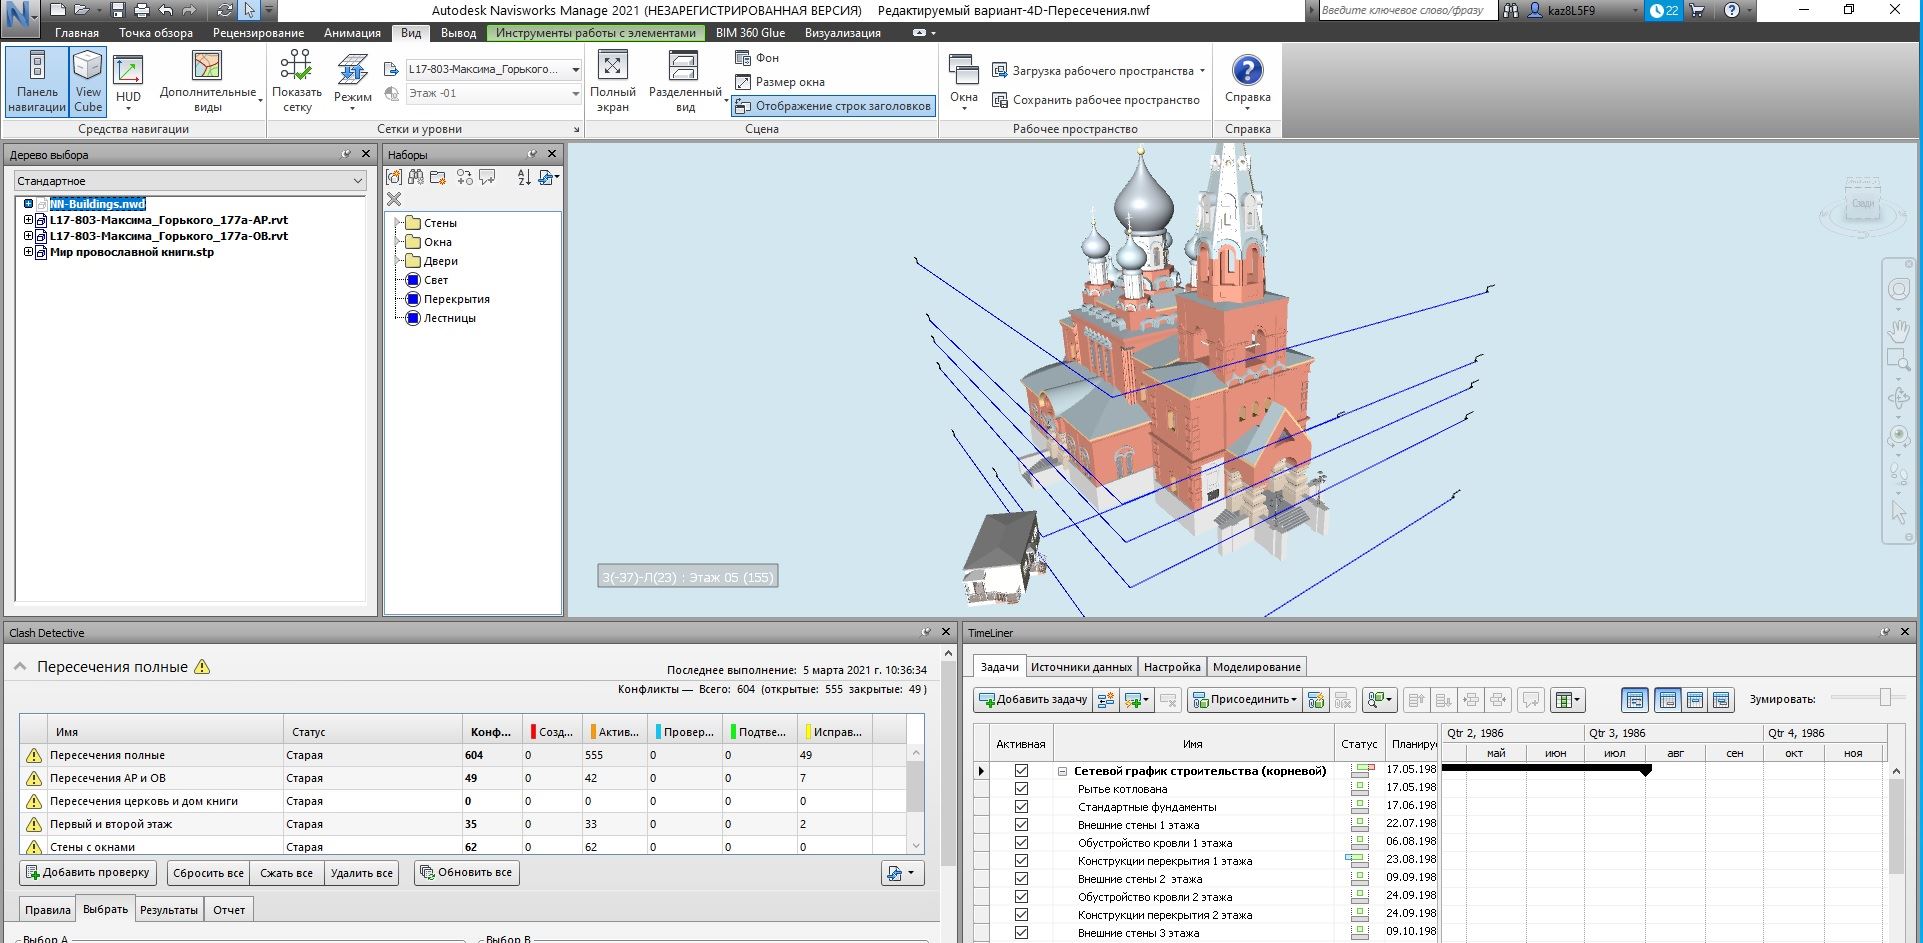 Autodesk Navisworks Manage 2021 (НЕЗАРЕГИСТРИРОВАННАЯ ВЕРСИЯ) Редактируемый вариант-4D-Пересечения.nwf
Введите ключевое слово/фразу
kaz8L5F9
22
Главная Точка обзора Рецензирование Анимация Вид Вывод Инструменты работы с элементами BIM 360 Glue Визуализация
Панель навигации
View Cube
HUD
Дополнительные виды
Средства навигации
Показать сетку
Режим
L17-803-Максима_Горького...
Этаж -01
Сетки и уровни
Полный экран
Разделенный вид
Фон
Размер окна
Отображение строк заголовков
Сцена
Окна
Загрузка рабочего пространства
Сохранить рабочее пространство
Рабочее пространство
Справка
Справка
Дерево выбора
Стандартное
NN-Buildings.nwd
L17-803-Максима_Горького_177а-АР.rvt
L17-803-Максима_Горького_177а-ОВ.rvt
Мир провославной книги.stp
Наборы
Стены
Окна
Двери
Свет
Перекрытия
Лестницы
Сзади
З(-37)-Л(23) : Этаж 05 (155)
Clash Detective
Пересечения полные
Последнее выполнение: 5 марта 2021 г. 10:36:34
Конфликты — Всего: 604 (открытые: 555 закрытые: 49)
Имя Статус Конф... Созд... Актив... Провер... Подтве... Исправ...
Пересечения полные Старая 604 0 555 0 0 49
Пересечения АР и ОВ Старая 49 0 42 0 0 7
Пересечения церковь и дом книги Старая 0 0 0 0 0 0
Первый и второй этаж Старая 35 0 33 0 0 2
Стены с окнами Старая 62 0 62 0 0 0
Добавить проверку Сбросить все Сжать все Удалить все Обновить все
Правила Выбрать Результаты Отчет
Выбор A Выбор B
TimeLiner
Задачи Источники данных Настройка Моделирование
Добавить задачу Присоединить Зумировать:
Активная Имя Статус Планиру
Qtr 2, 1986 Qtr 3, 1986 Qtr 4, 1986
май июн июл авг сен окт ноя
Сетевой график строительства (корневой) 17.05.198
Рытье котлована 17.05.198
Стандартные фундаменты 17.06.198
Внешние стены 1 этажа 22.07.198
Обустройство кровли 1 этажа 06.08.198
Конструкции перекрытия 1 этажа 23.08.198
Внешние стены 2 этажа 09.09.198
Обустройство кровли 2 этажа 24.09.198
Конструкции перекрытия 2 этажа 24.09.198
Внешние стены 3 этажа 09.10.198